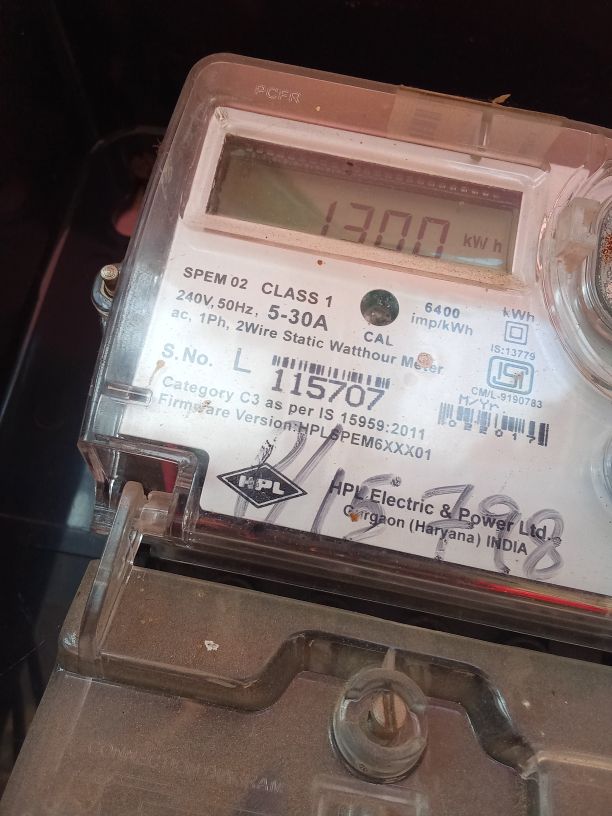 1300 kWh
SPEM 02 CLASS 1
240V, 50Hz, 5-30A
ac, 1Ph, 2Wire Static Watthour Meter
CAL
6400
imp/kWh
kWh
IS:13779
CM/L-9190783
S.No. L 115707
M/Yr.
022017
Category C3 as per IS 15959:2011
Firmware Version:HPLSPEM6XXX01
HPL
HPL Electric & Power Ltd.
Gurgaon (Haryana) INDIA
15798